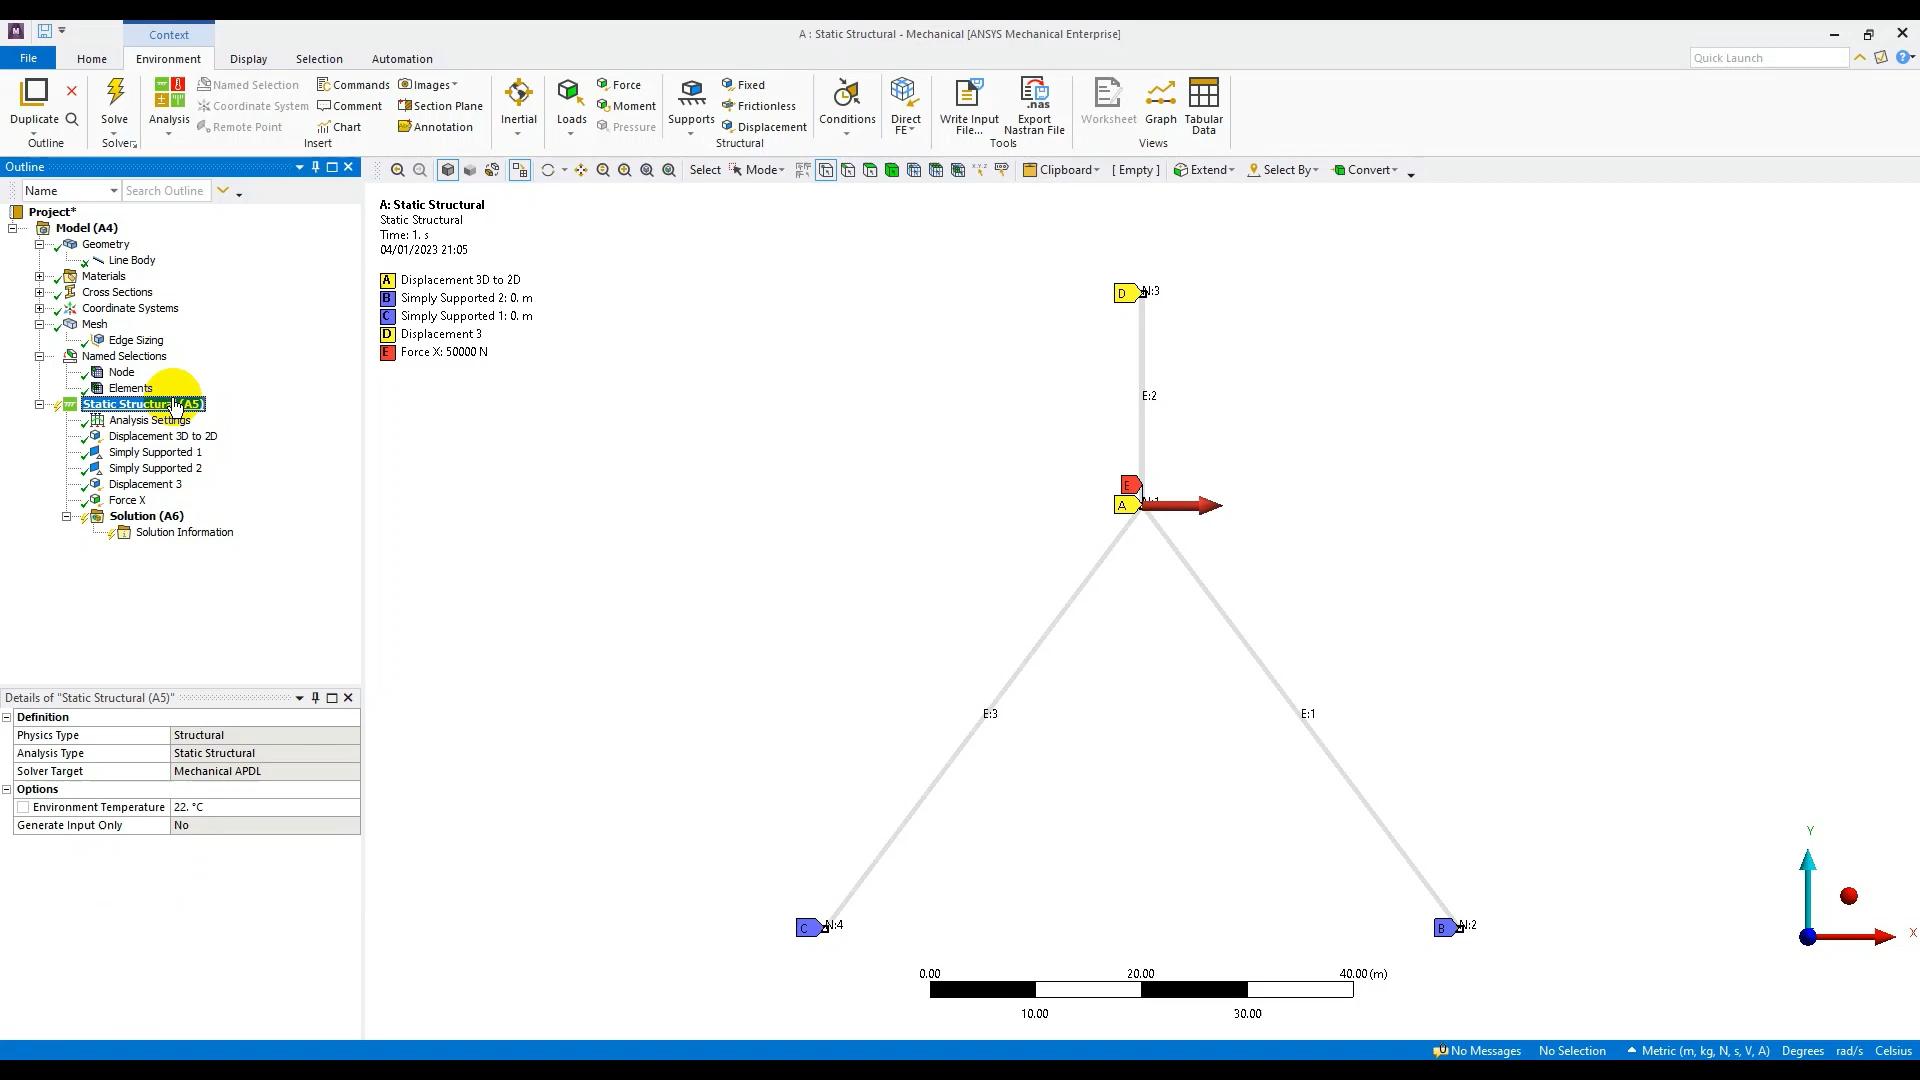 Context
A : Static Structural - Mechanical [ANSYS Mechanical Enterprise]
File
Home
Environment
Display
Selection
Automation
Quick Launch
Duplicate
Outline
Solve
Solver
Analysis
Named Selection
Coordinate System
Remote Point
Commands
Comment
Chart
Images
Section Plane
Annotation
Insert
Inertial
Loads
Force
Moment
Pressure
Supports
Fixed
Frictionless
Displacement
Structural
Conditions
Direct
FE
Write Input
File...
Export
Nastran File
Tools
Worksheet
Graph
Tabular
Data
Views
Outline
Name
Search Outline
Select
Mode
Clipboard
[ Empty ]
Extend
Select By
Convert
Project*
Model (A4)
Geometry
Line Body
Materials
Cross Sections
Coordinate Systems
Mesh
Edge Sizing
Named Selections
Node
Elements
Static Structural (A5)
Analysis Settings
Displacement 3D to 2D
Simply Supported 1
Simply Supported 2
Displacement 3
Force X
Solution (A6)
Solution Information
Details of "Static Structural (A5)"
Definition
Physics Type Structural
Analysis Type Static Structural
Solver Target Mechanical APDL
Options
Environment Temperature 22. °C
Generate Input Only No
A: Static Structural
Static Structural
Time: 1. s
04/01/2023 21:05
A Displacement 3D to 2D
B Simply Supported 2: 0. m
C Simply Supported 1: 0. m
D Displacement 3
E Force X: 50000 N
D N:3
E:2
E
A
E:3
E:1
C N:4
B N:2
0.00 20.00 40.00 (m)
10.00 30.00
Y
X
No Messages
No Selection
Metric (m, kg, N, s, V, A)
Degrees
rad/s
Celsius